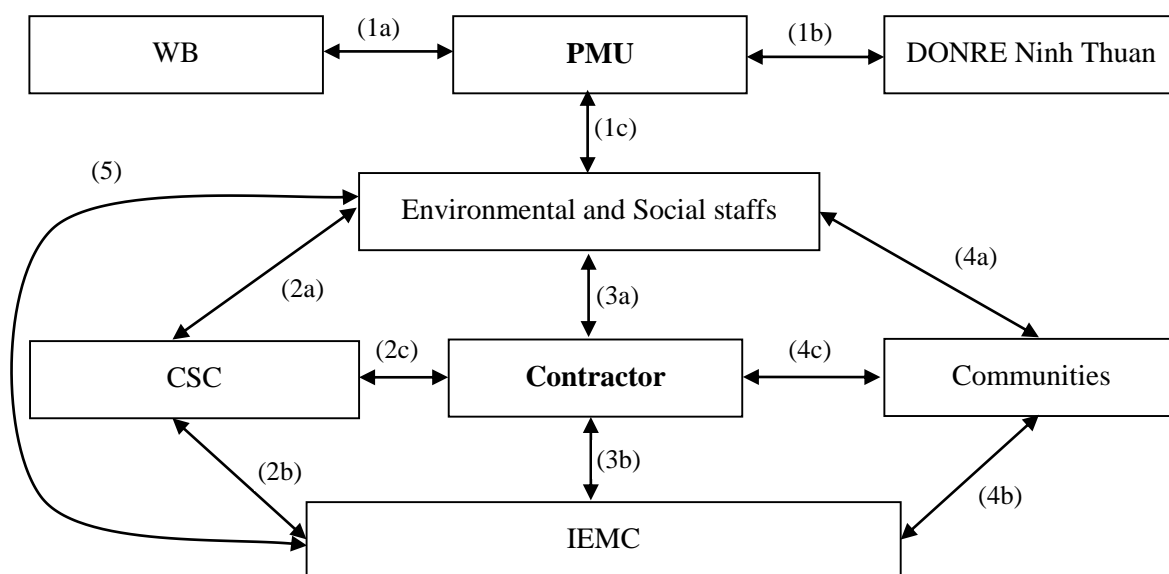 (1a)
(1b)
WB
PMU
DONRE Ninh Thuan
(1c)
(5)
Environmental and Social staffs
(2a)
(3a)
(4a)
(2c)
(4c)
CSC
Contractor
Communities
(2b)
(3b)
(4b)
IEMC